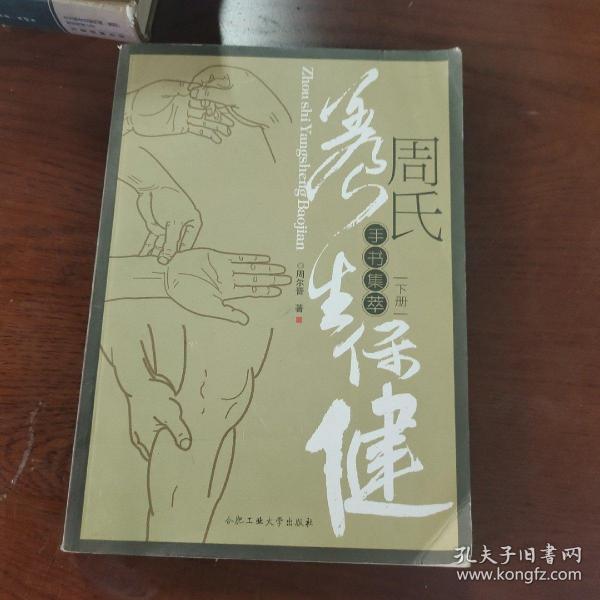 周氏
养生保健
手书集萃
下册
Zhou shi Yangsheng Baojian
◎周尔晋 著
合肥工业大学出版社
孔夫子旧书网
www.kongfz.com